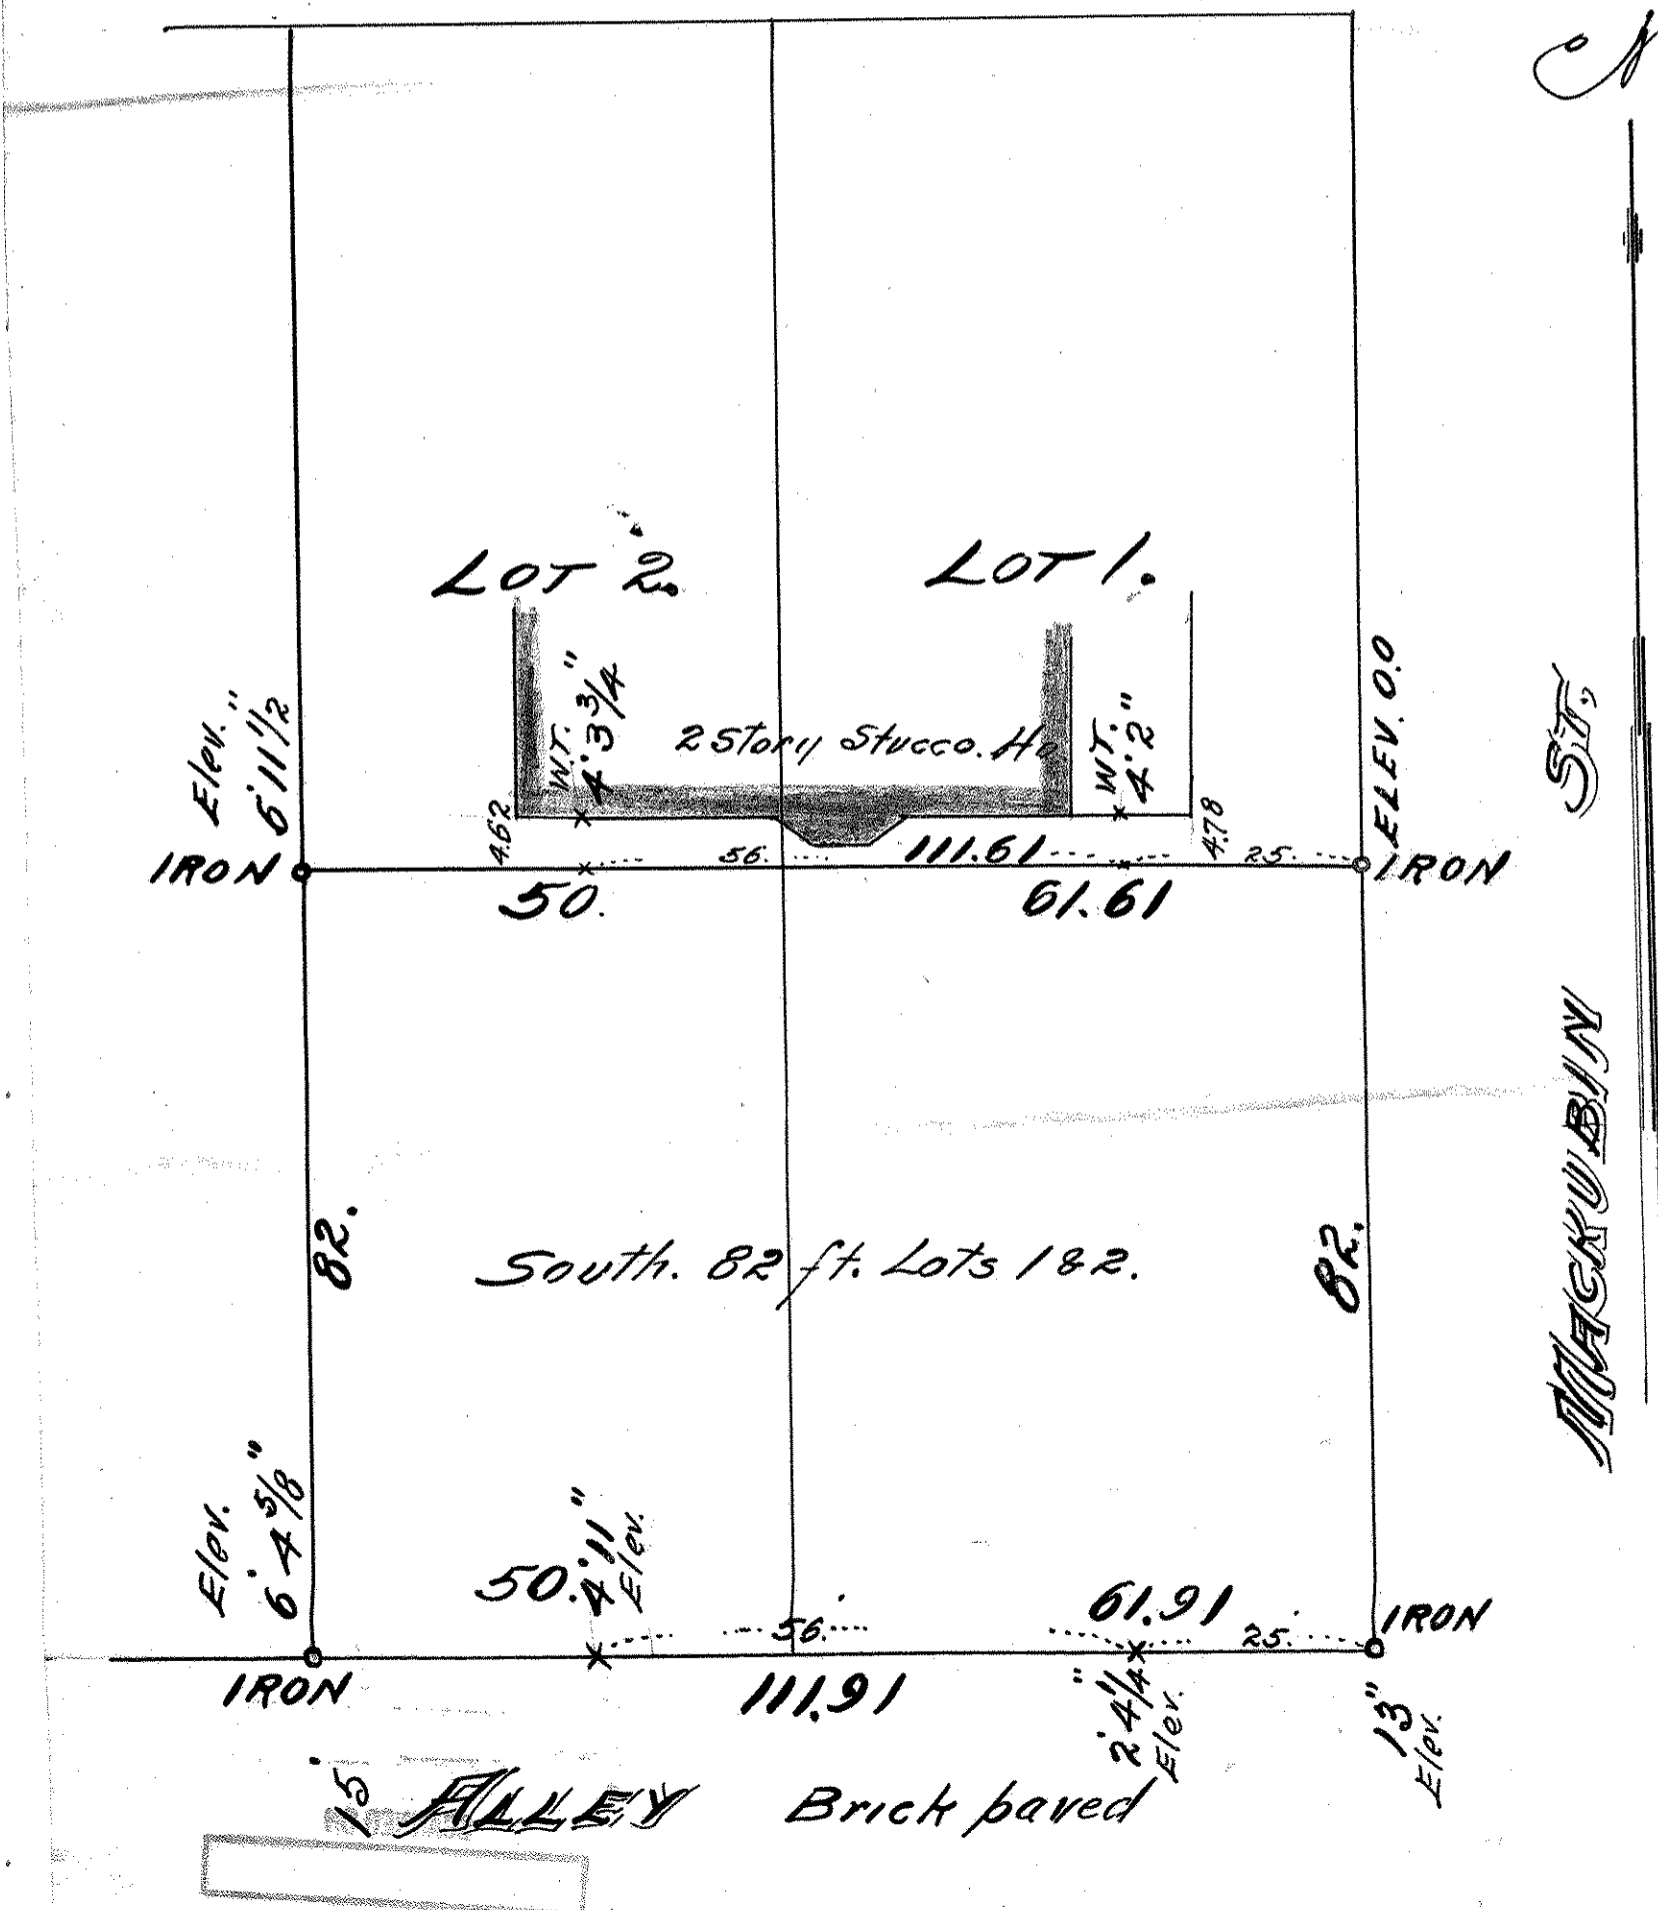 N
LOT 2.
LOT 1.
Elev.
6' 11 1/2"
W.T.
4' 3 3/4"
2 Story Stucco. Ho
W.T.
4' 2"
ELEV. 0.0
ST.
4.62
4.78
IRON
56.
111.61
25.
IRON
50.
61.61
MACKUBIN
82.
South. 82 ft. Lots 1 & 2.
82.
Elev.
6' 4 5/8"
50.
4' 11"
Elev.
61.91
IRON
56.
25.
IRON
111.91
2' 4 1/4"
Elev.
13"
Elev.
15' ALLEY Brick paved